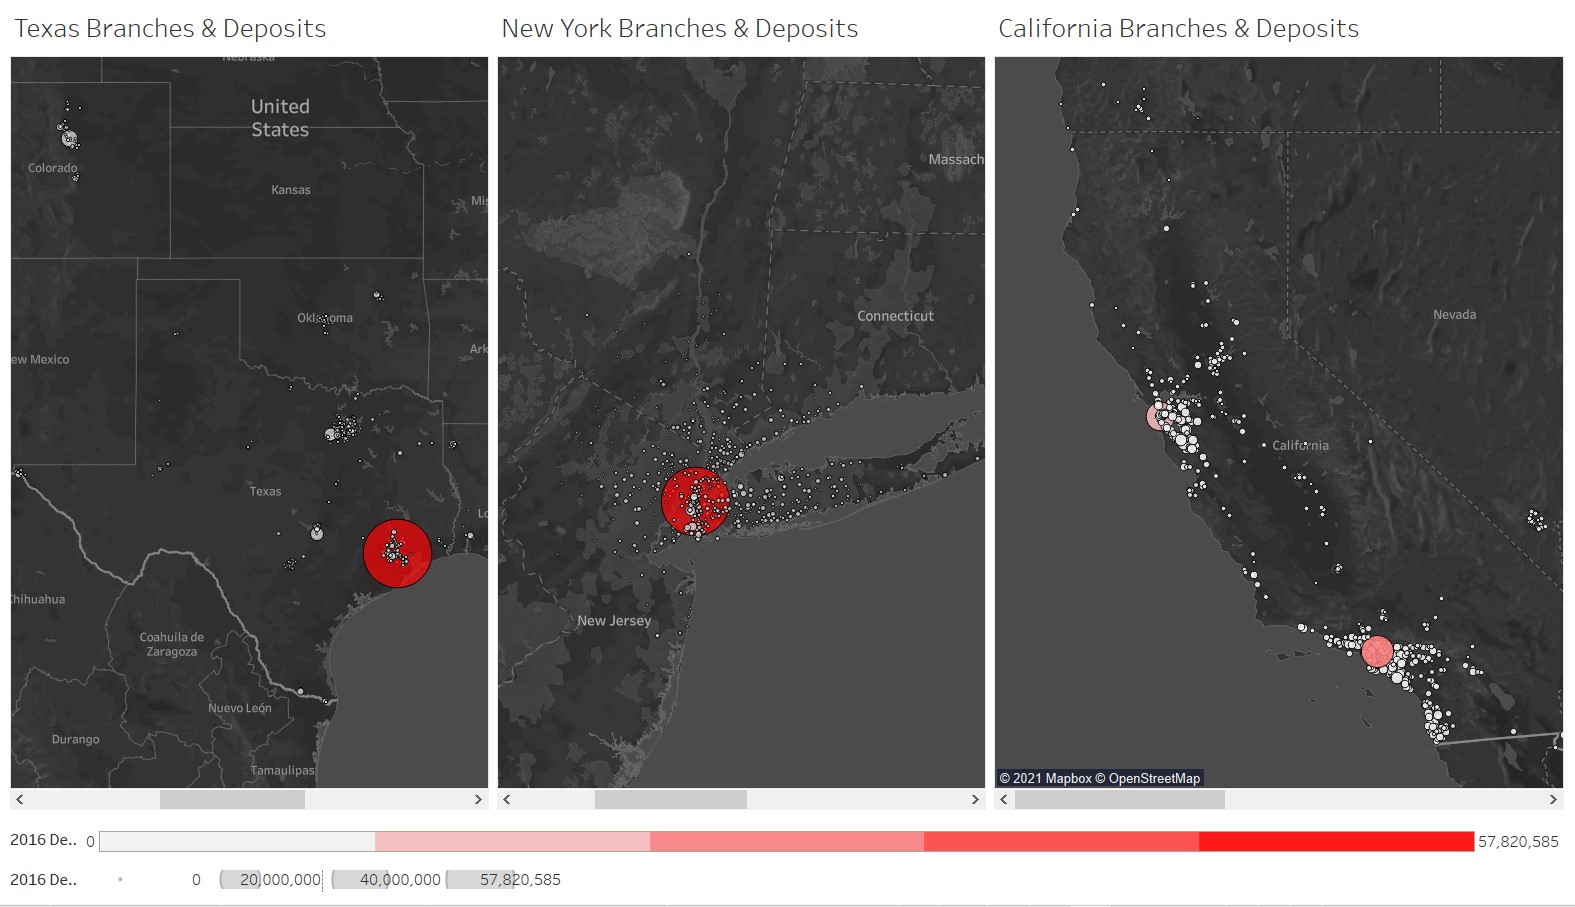 Texas Branches & Deposits
New York Branches & Deposits
California Branches & Deposits
Nebraska
United
States
Colorado
Kansas
Mis
Oklahoma
ew Mexico
Ark
Texas
Lo
Chihuahua
Coahuila de
Zaragoza
Nuevo León
Durango
Tamaulipas
Massach
Connecticut
New Jersey
Nevada
California
© 2021 Mapbox © OpenStreetMap
2016 De.. 0 57,820,585
2016 De.. 0 20,000,000 40,000,000 57,820,585